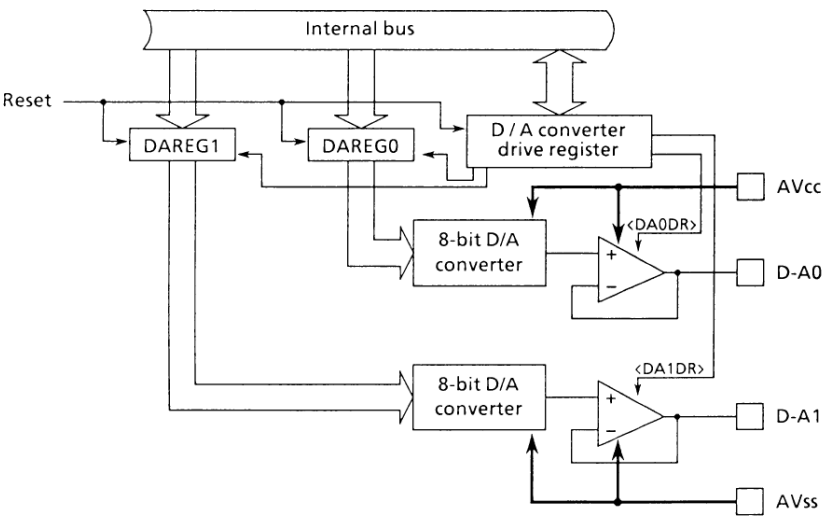 Internal bus
Reset
DAREG1
DAREG0
D / A converter
drive register
AVcc
<DA0DR>
8-bit D/A
converter
+
−
D-A0
<DA1DR>
8-bit D/A
converter
+
−
D-A1
AVss